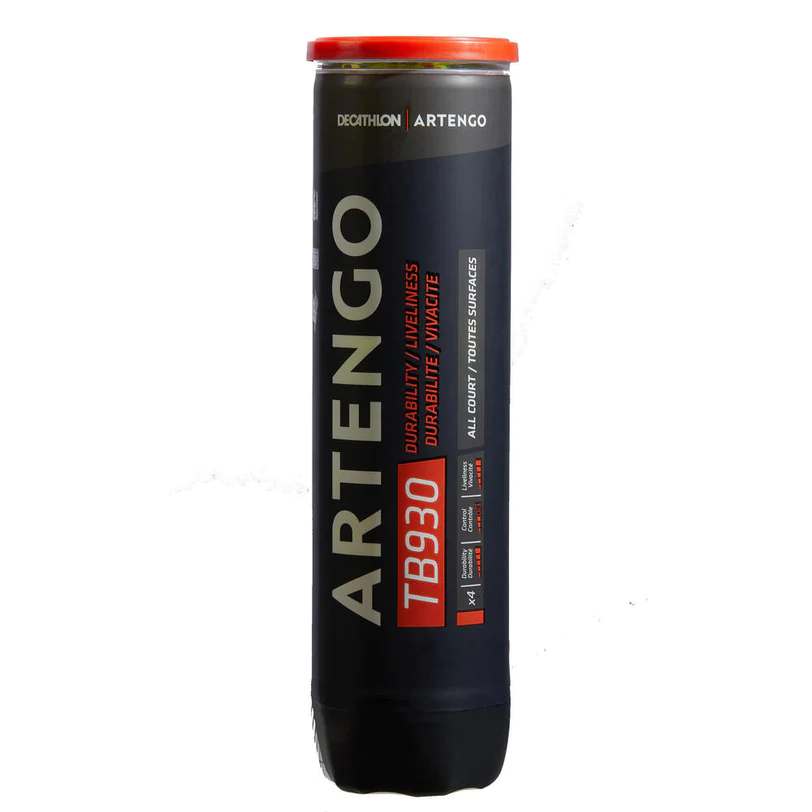 DECATHLON | ARTENGO
ARTENGO
DURABILITY / LIVELINESS
DURABILITE / VIVACITE
TB930
ALL COURT / TOUTES SURFACES
x4
Durability
Durabilité
Control
Contrôle
Liveliness
Vivacité